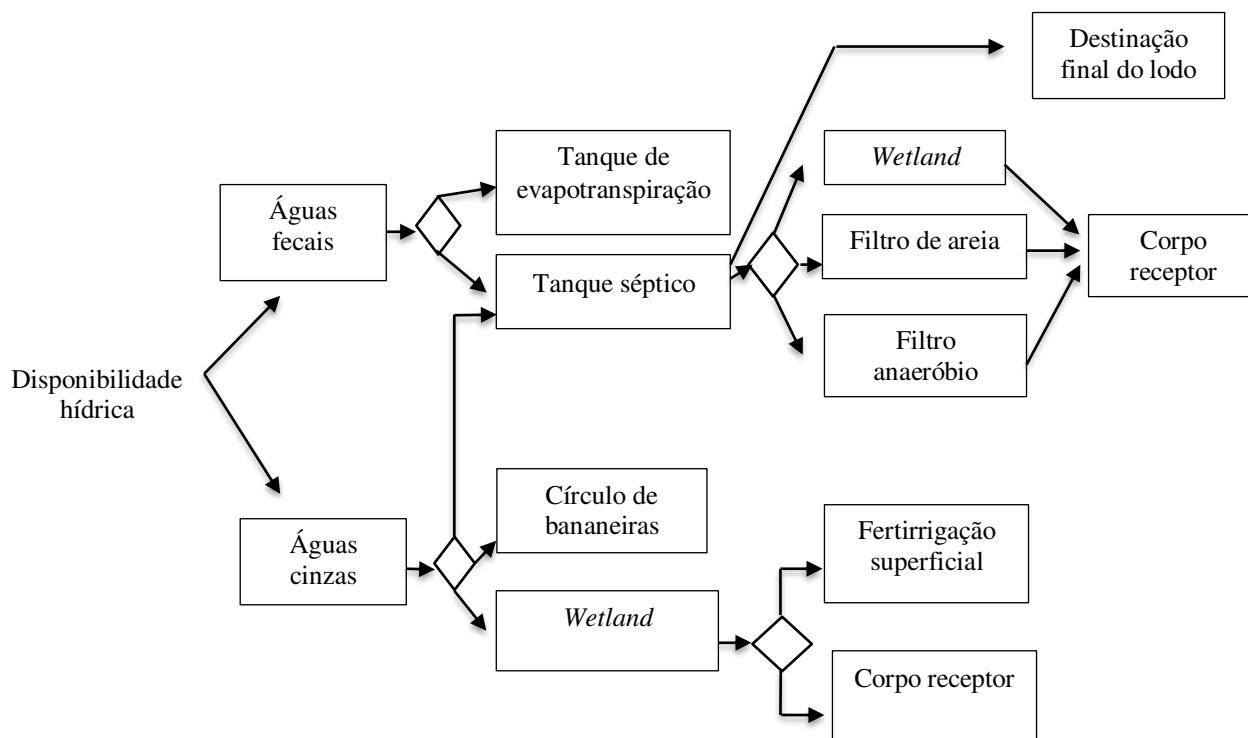 Destinação
final do lodo
Tanque de
evapotranspiração
Wetland
Águas
fecais
Filtro de areia
Corpo
receptor
Tanque séptico
Filtro
anaeróbio
Disponibilidade
hídrica
Círculo de
bananeiras
Águas
cinzas
Fertirrigação
superficial
Wetland
Corpo receptor